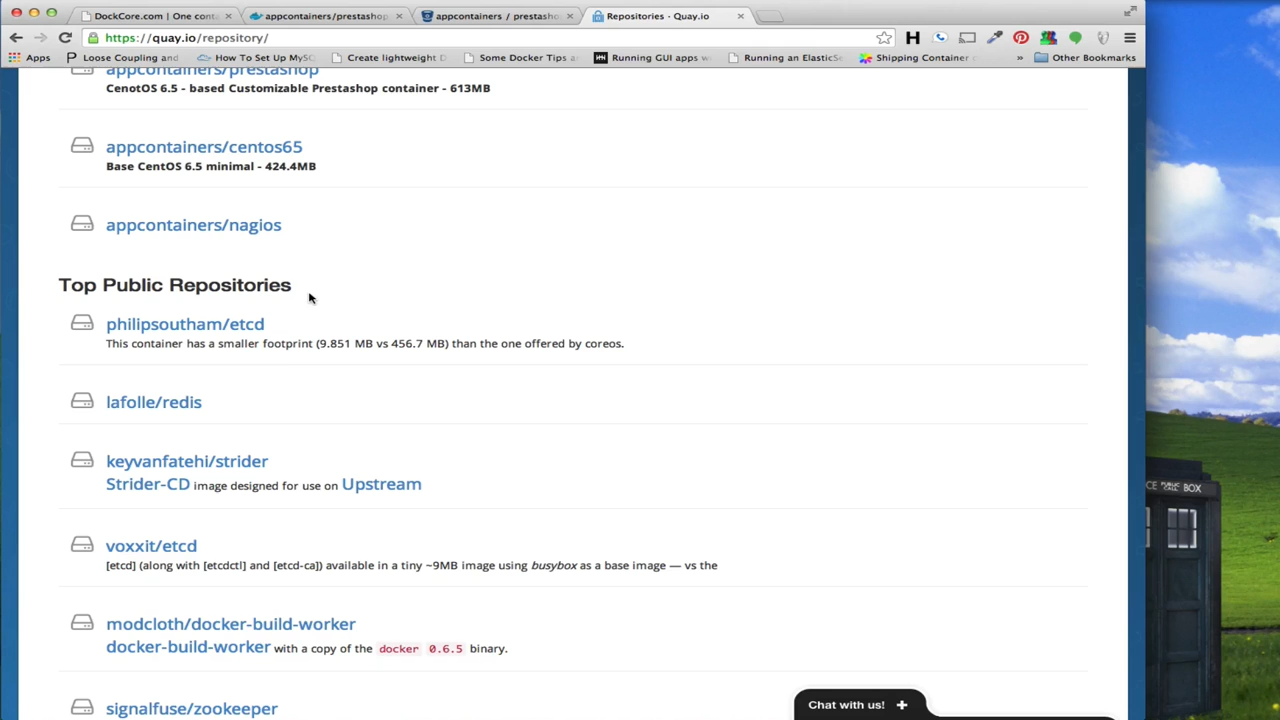 DockCore.com | One conta
appcontainers/prestashop
appcontainers / prestasho
Repositories · Quay.io
https://quay.io/repository/
Apps
Loose Coupling and
How To Set Up MySQ
Create lightweight D
Some Docker Tips an
Running GUI apps w
Running an ElasticSe
Shipping Container
»
Other Bookmarks
appcontainers/prestashop
CenotOS 6.5 - based Customizable Prestashop container - 613MB
appcontainers/centos65
Base CentOS 6.5 minimal - 424.4MB
appcontainers/nagios
Top Public Repositories
philipsoutham/etcd
This container has a smaller footprint (9.851 MB vs 456.7 MB) than the one offered by coreos.
lafolle/redis
keyvanfatehi/strider
Strider-CD image designed for use on Upstream
voxxit/etcd
[etcd] (along with [etcdctl] and [etcd-ca]) available in a tiny ~9MB image using busybox as a base image — vs the
modcloth/docker-build-worker
docker-build-worker with a copy of the docker 0.6.5 binary.
signalfuse/zookeeper
Chat with us! +
CE PUBLIC CALL BOX